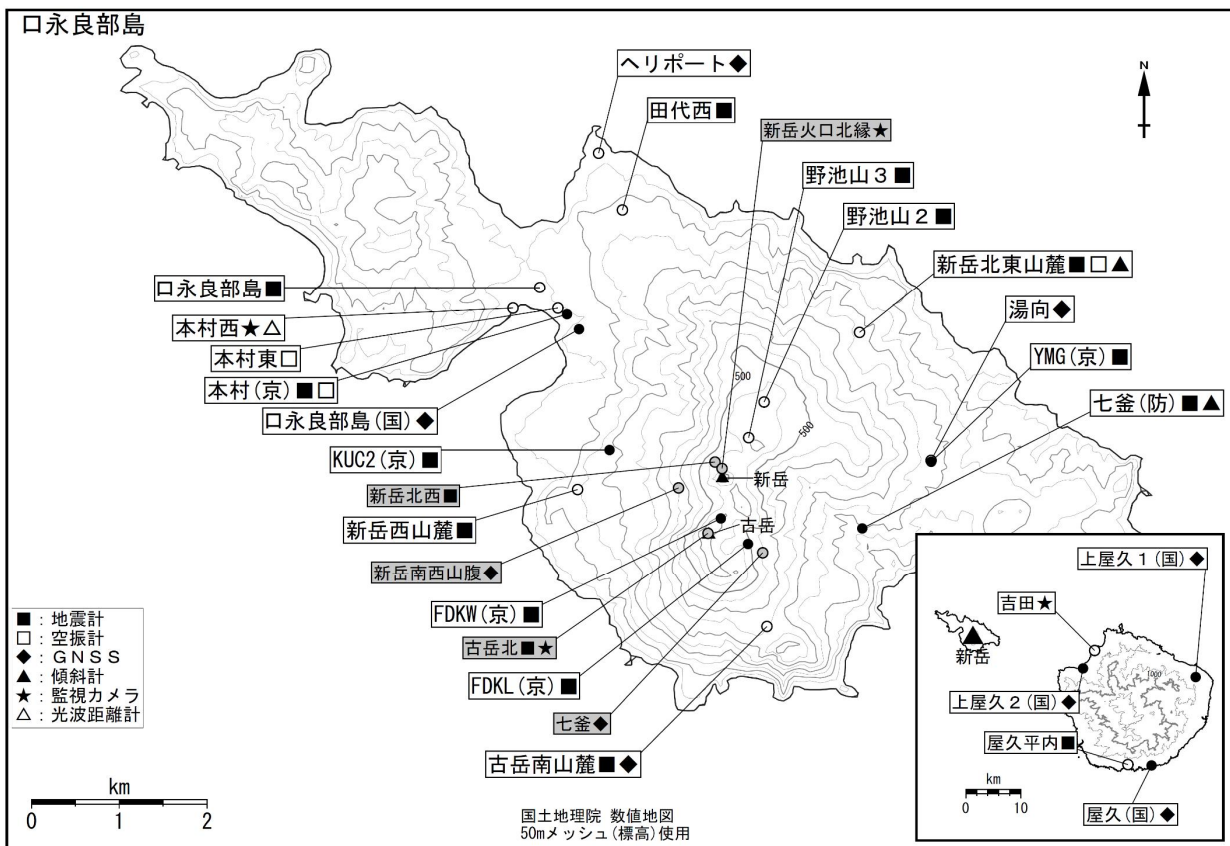 口永良部島
ヘリポート◆
田代西■
新岳火口北縁★
野池山3■
野池山2■
新岳北東山麓■□▲
湯向◆
YMG(京)■
七釜(防)■▲
口永良部島■
本村西★△
本村東□
本村(京)■□
口永良部島(国)◆
KUC2(京)■
新岳北西■
新岳西山麓■
新岳南西山腹◆
FDKW(京)■
古岳北■★
FDKL(京)■
七釜◆
古岳南山麓■◆
N
500
500
新岳
古岳
■:地震計
□:空振計
◆:GNSS
▲:傾斜計
★:監視カメラ
△:光波距離計
km
0 1 2
国土地理院 数値地図
50mメッシュ(標高)使用
上屋久1(国)◆
吉田★
新岳
1000
上屋久2(国)◆
屋久平内■
km
0 10
屋久(国)◆